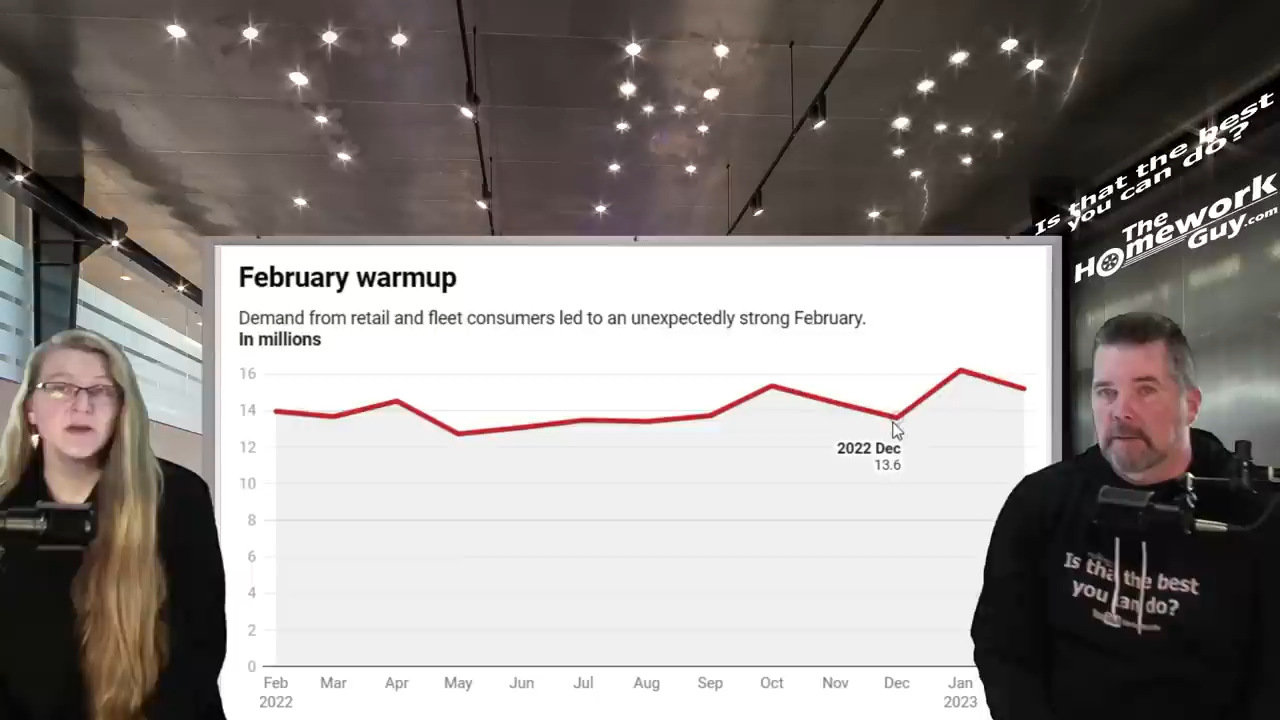 Is that the best
you can do?
The
Homework
Guy.com
February warmup
Demand from retail and fleet consumers led to an unexpectedly strong February.
In millions
16
14
12
10
8
6
4
2
0
2022 Dec
13.6
Feb Mar Apr May Jun Jul Aug Sep Oct Nov Dec Jan
2022 2023
Is that the best
you can do?